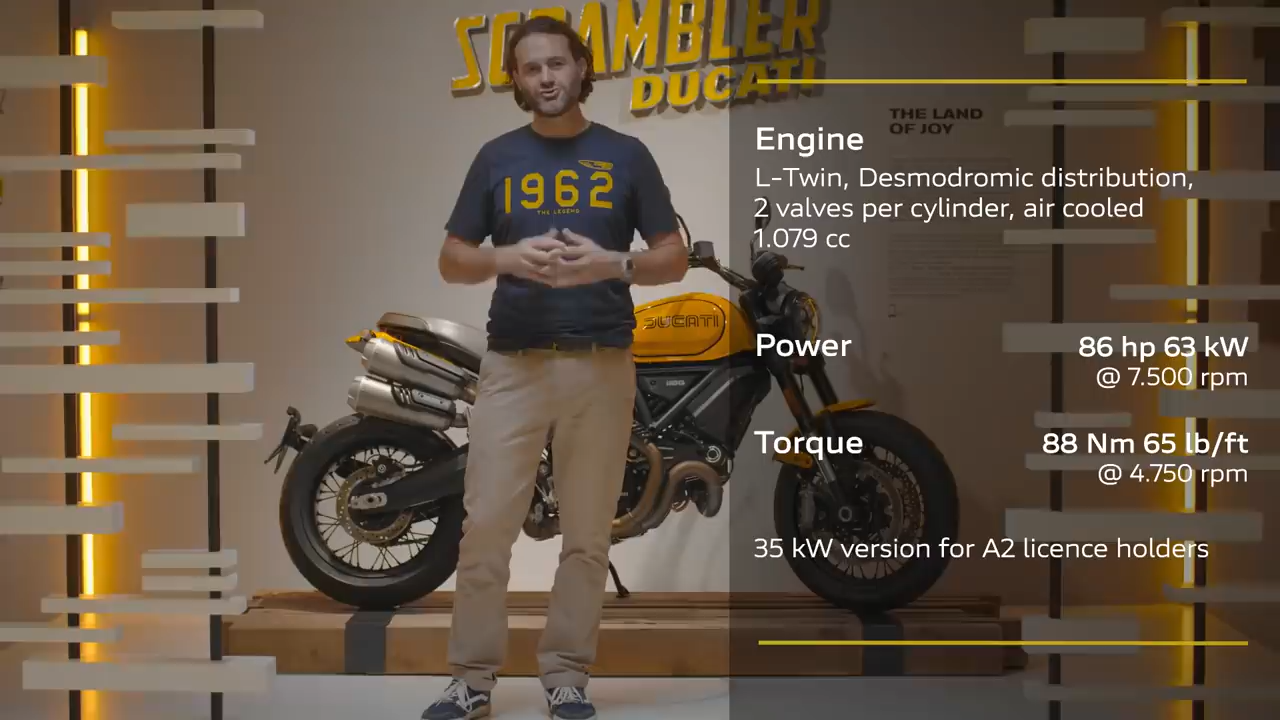 SCRAMBLER
DUCATI
THE LAND
OF JOY
Engine
L-Twin, Desmodromic distribution,
2 valves per cylinder, air cooled
1.079 cc
1962
THE LEGEND
DUCATI
1100
Power
86 hp 63 kW
@ 7.500 rpm
Torque
88 Nm 65 lb/ft
@ 4.750 rpm
35 kW version for A2 licence holders